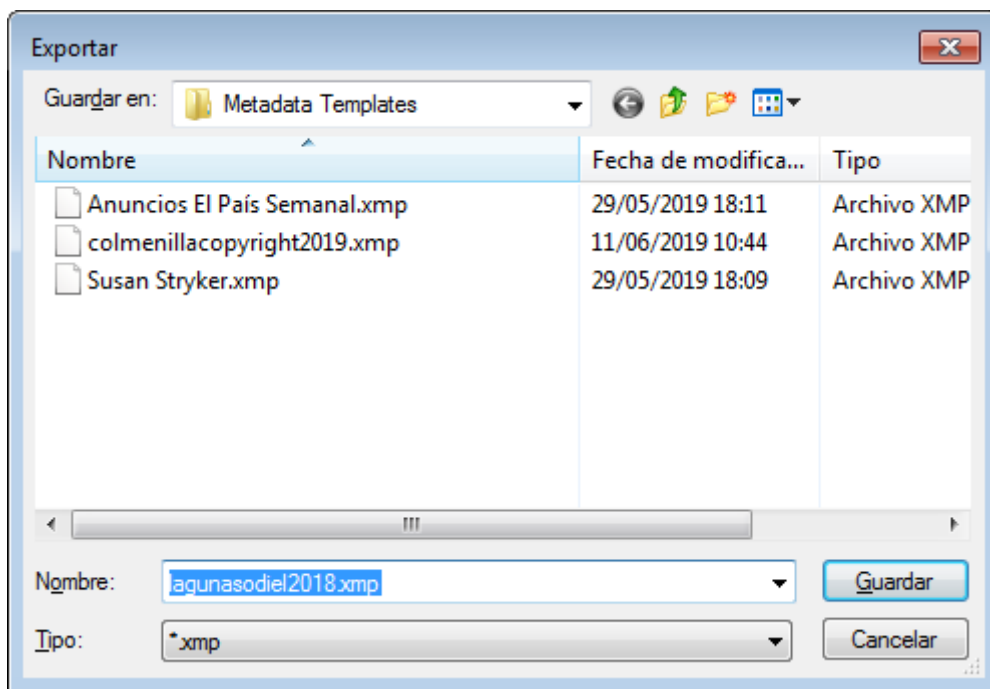 Exportar
Guardar en: Metadata Templates
Nombre Fecha de modifica... Tipo
Anuncios El País Semanal.xmp 29/05/2019 18:11 Archivo XMP
colmenillacopyright2019.xmp 11/06/2019 10:44 Archivo XMP
Susan Stryker.xmp 29/05/2019 18:09 Archivo XMP
Nombre: lagunasodiel2018.xmp Guardar
Tipo: *.xmp Cancelar